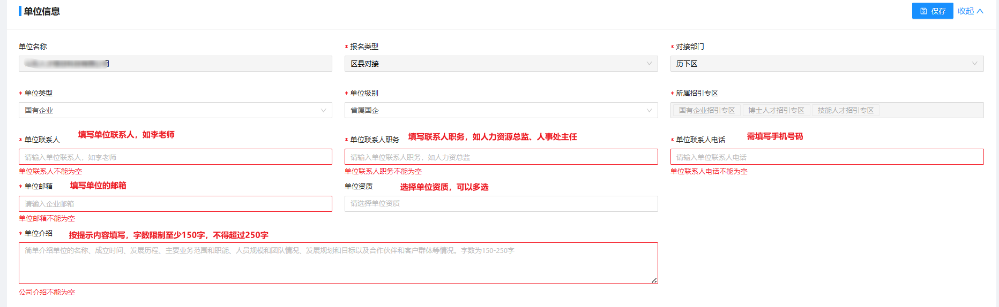 单位信息
保存 收起
单位名称
* 报名类型
* 对接部门
司
区县对接
历下区
* 单位类型
* 单位级别
* 所属招引专区
国有企业
省属国企
国有企业招引专区 博士人才招引专区 技能人才招引专区
* 单位联系人 填写单位联系人，如李老师
* 单位联系人职务 填写联系人职务，如人力资源总监、人事处主任
* 单位联系人电话 需填写手机号码
请输入单位联系人，如李老师
请输入单位联系人职务，如人力资总监
请输入单位联系人电话
单位联系人不能为空
单位联系人职务不能为空
单位联系人电话不能为空
* 单位邮箱 填写单位的邮箱
单位资质 选择单位资质，可以多选
请输入企业邮箱
请选择单位资质
单位邮箱不能为空
* 单位介绍 按提示内容填写，字数限制至少150字，不得超过250字
简单介绍单位的名称、成立时间、发展历程、主要业务范围和职能、人员规模和团队情况、发展规划和目标以及合作伙伴和客户群体等情况。字数为150-250字
公司介绍不能为空